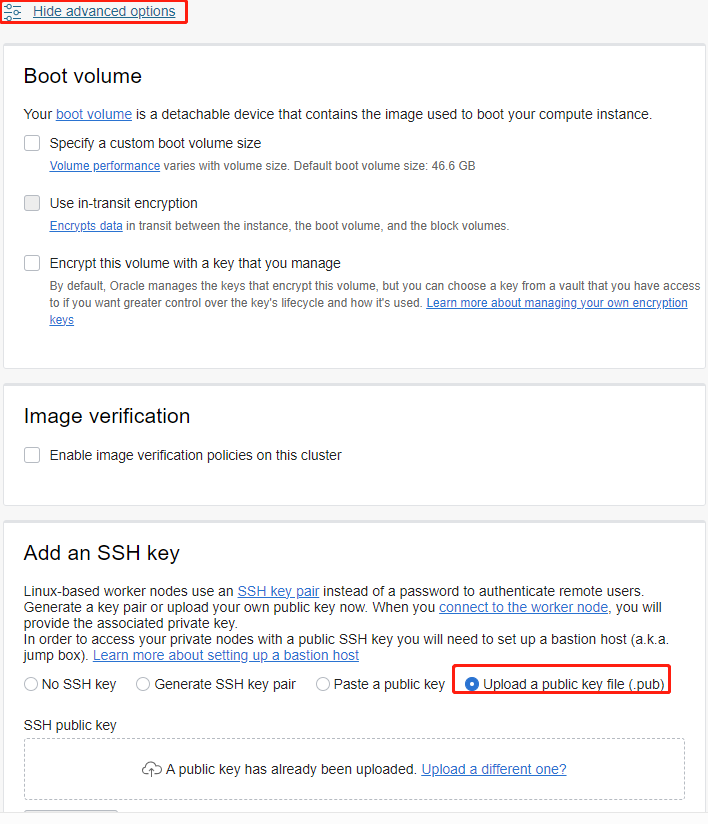 Hide advanced options
Boot volume
Your boot volume is a detachable device that contains the image used to boot your compute instance.
Specify a custom boot volume size
Volume performance varies with volume size. Default boot volume size: 46.6 GB
Use in-transit encryption
Encrypts data in transit between the instance, the boot volume, and the block volumes.
Encrypt this volume with a key that you manage
By default, Oracle manages the keys that encrypt this volume, but you can choose a key from a vault that you have access
to if you want greater control over the key's lifecycle and how it's used. Learn more about managing your own encryption
keys
Image verification
Enable image verification policies on this cluster
Add an SSH key
Linux-based worker nodes use an SSH key pair instead of a password to authenticate remote users.
Generate a key pair or upload your own public key now. When you connect to the worker node, you will
provide the associated private key.
In order to access your private nodes with a public SSH key you will need to set up a bastion host (a.k.a.
jump box). Learn more about setting up a bastion host
No SSH key Generate SSH key pair Paste a public key Upload a public key file (.pub)
SSH public key
A public key has already been uploaded. Upload a different one?